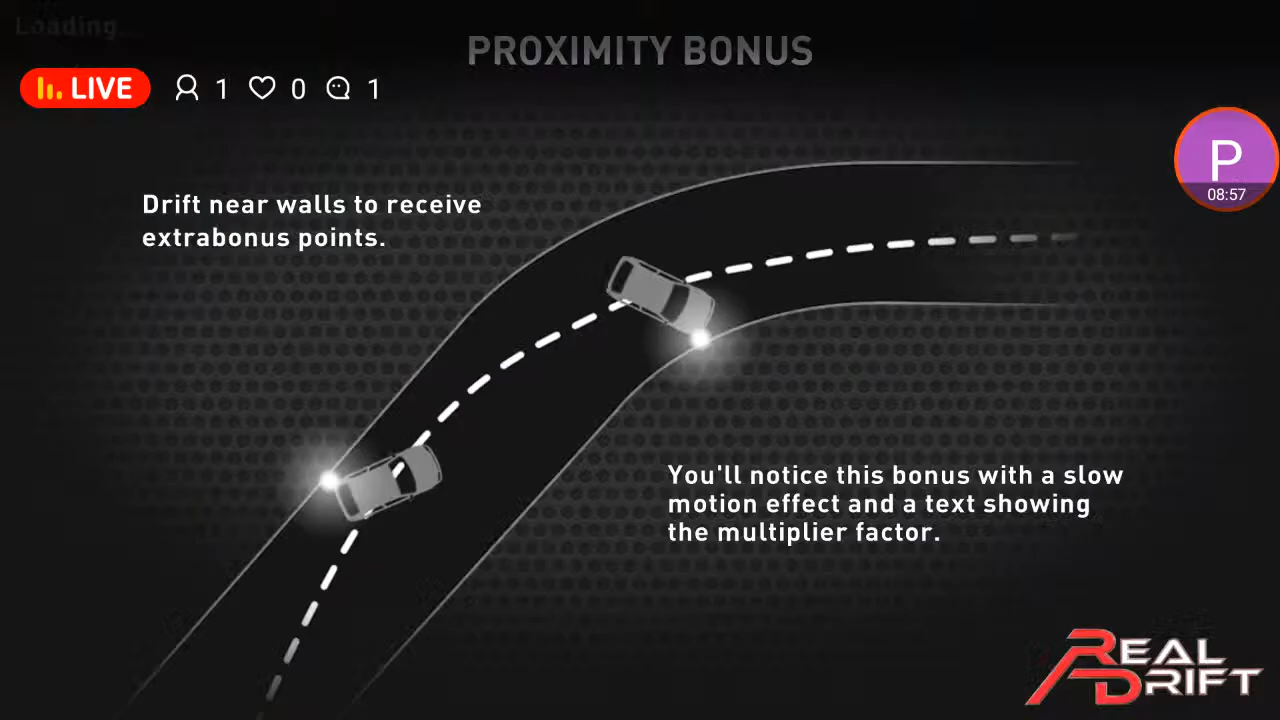 Loading...
PROXIMITY BONUS
LIVE 1 0 1
P
08:57
Drift near walls to receive
extrabonus points.
You'll notice this bonus with a slow
motion effect and a text showing
the multiplier factor.
REAL
DRIFT